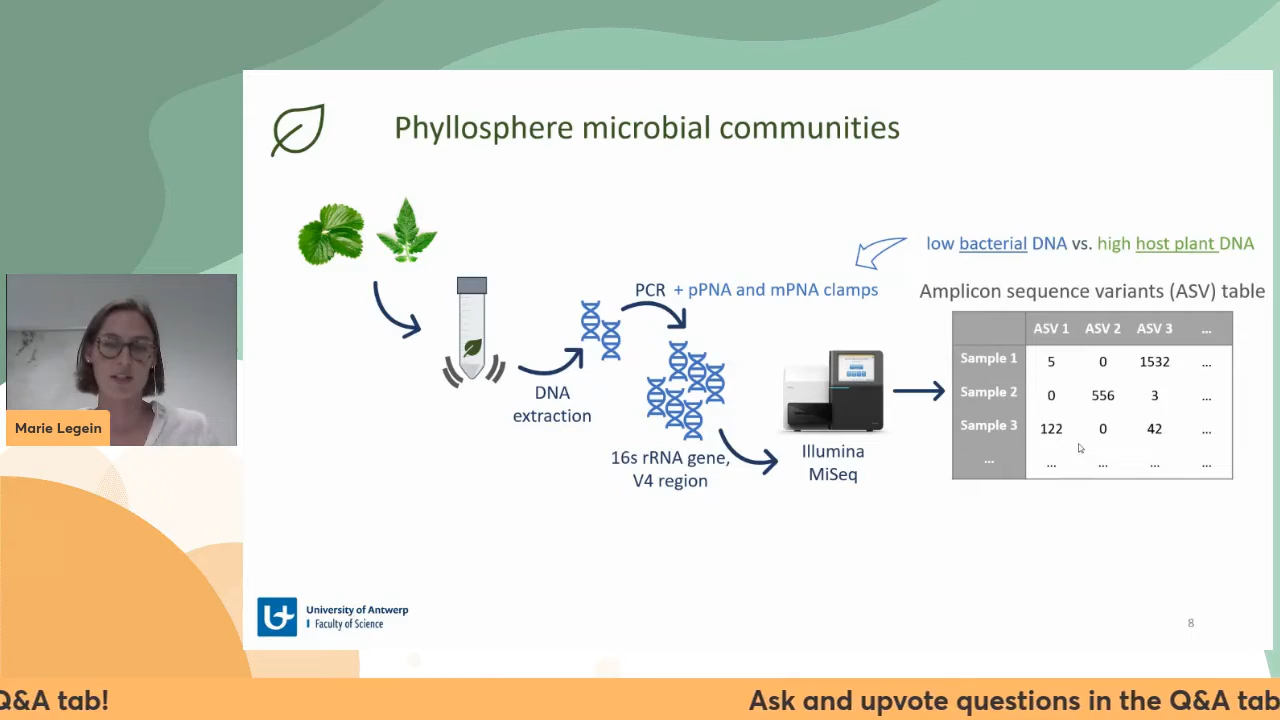 Phyllosphere microbial communities
low bacterial DNA vs. high host plant DNA
PCR + pPNA and mPNA clamps
Amplicon sequence variants (ASV) table
ASV 1 ASV 2 ASV 3 ...
Sample 1 5 0 1532 ...
Sample 2 0 556 3 ...
Sample 3 122 0 42 ...
... ... ... ... ...
DNA
extraction
16s rRNA gene,
V4 region
Illumina
MiSeq
Marie Legein
University of Antwerp
Faculty of Science
8
Q&A tab!
Ask and upvote questions in the Q&A tab